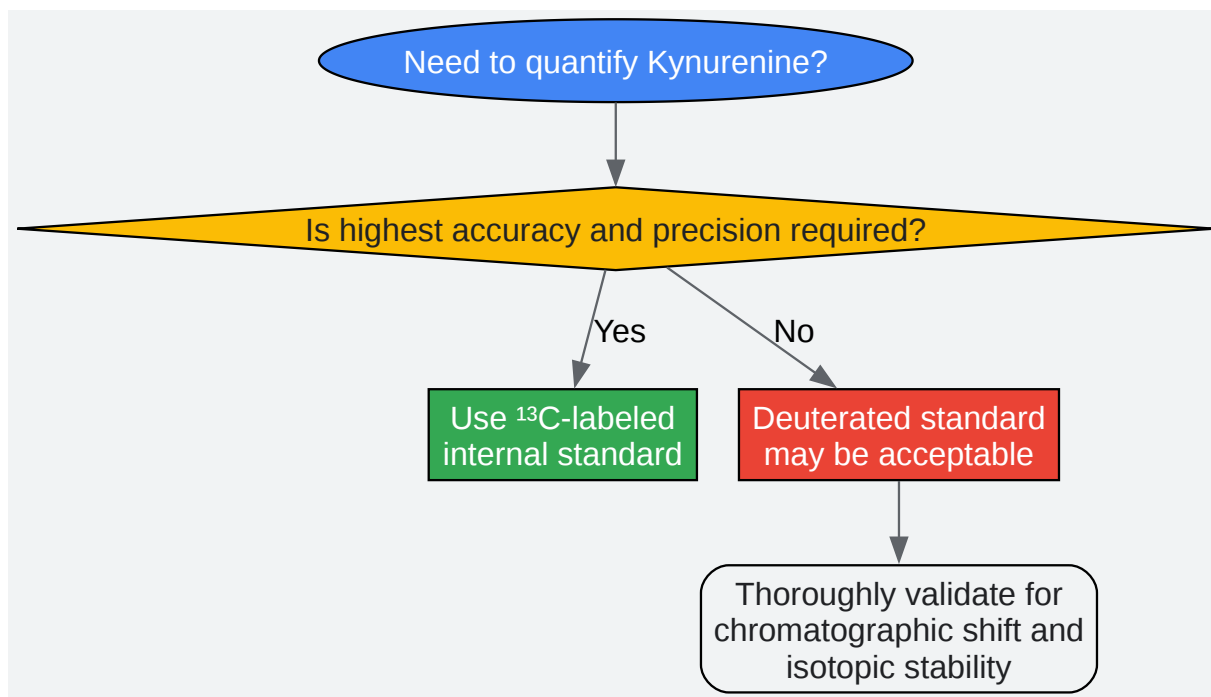 Need to quantify Kynurenine?
Is highest accuracy and precision required?
Yes
No
Use ¹³C-labeled
internal standard
Deuterated standard
may be acceptable
Thoroughly validate for
chromatographic shift and
isotopic stability